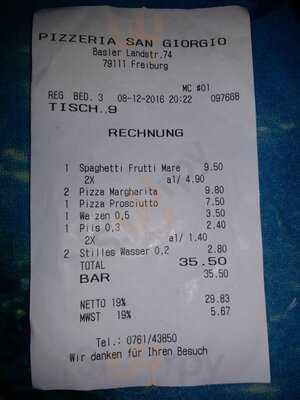 PIZZERIA SAN GIORGIO
Basler Landstr.74
79111 Freiburg
MC #01
REG BED. 3 08-12-2016 20:22 097668
TISCH..9
RECHNUNG
1 Spaghetti Frutti Mare 9.50
2X a1/ 4.90
2 Pizza Margharita 9.80
1 Pizza Prosciutto 7.50
1 Weizen 0,5 3.50
1 Pils 0,3 2.40
2X a1/ 1.40
2 Stilles Wasser 0,2 2.80
TOTAL 35.50
BAR 35.50
NETTO 19% 29.83
MWST 19% 5.67
Tel.: 0761/43850
Wir danken für Ihren Besuch